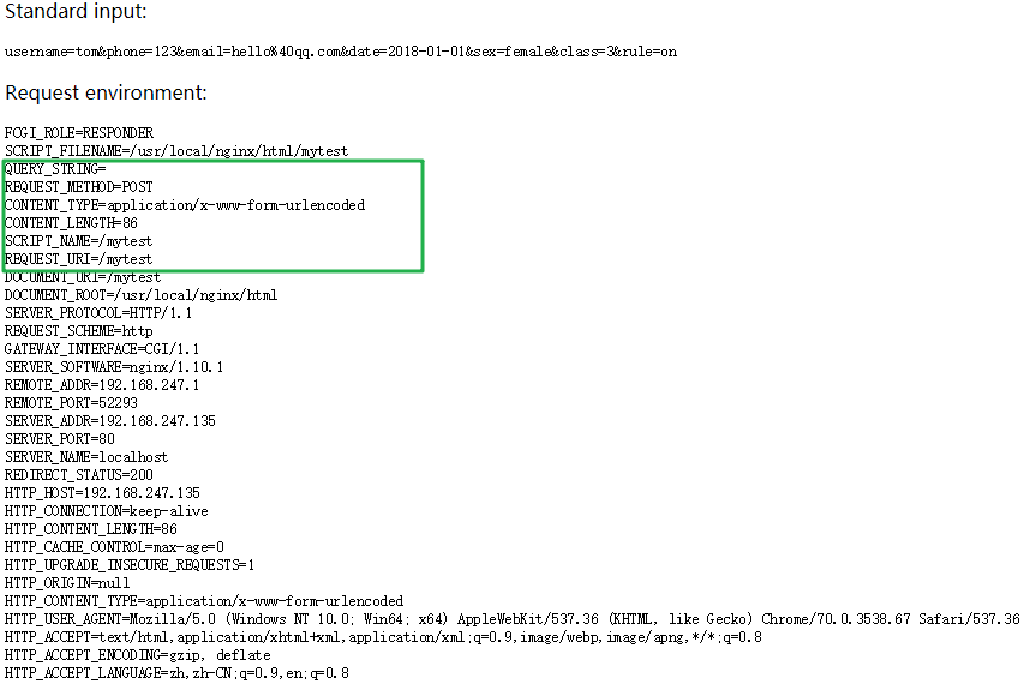 Standard input:
username=tom&phone=123&email=hello%40qq.com&date=2018-01-01&sex=female&class=3&rule=on
Request environment:
FCGI_ROLE=RESPONDER
SCRIPT_FILENAME=/usr/local/nginx/html/mytest
QUERY_STRING=
REQUEST_METHOD=POST
CONTENT_TYPE=application/x-www-form-urlencoded
CONTENT_LENGTH=86
SCRIPT_NAME=/mytest
REQUEST_URI=/mytest
DOCUMENT_URI=/mytest
DOCUMENT_ROOT=/usr/local/nginx/html
SERVER_PROTOCOL=HTTP/1.1
REQUEST_SCHEME=http
GATEWAY_INTERFACE=CGI/1.1
SERVER_SOFTWARE=nginx/1.10.1
REMOTE_ADDR=192.168.247.1
REMOTE_PORT=52293
SERVER_ADDR=192.168.247.135
SERVER_PORT=80
SERVER_NAME=localhost
REDIRECT_STATUS=200
HTTP_HOST=192.168.247.135
HTTP_CONNECTION=keep-alive
HTTP_CONTENT_LENGTH=86
HTTP_CACHE_CONTROL=max-age=0
HTTP_UPGRADE_INSECURE_REQUESTS=1
HTTP_ORIGIN=null
HTTP_CONTENT_TYPE=application/x-www-form-urlencoded
HTTP_USER_AGENT=Mozilla/5.0 (Windows NT 10.0; Win64; x64) AppleWebKit/537.36 (KHTML, like Gecko) Chrome/70.0.3538.67 Safari/537.36
HTTP_ACCEPT=text/html,application/xhtml+xml,application/xml;q=0.9,image/webp,image/apng,*/*;q=0.8
HTTP_ACCEPT_ENCODING=gzip, deflate
HTTP_ACCEPT_LANGUAGE=zh,zh-CN;q=0.9,en;q=0.8